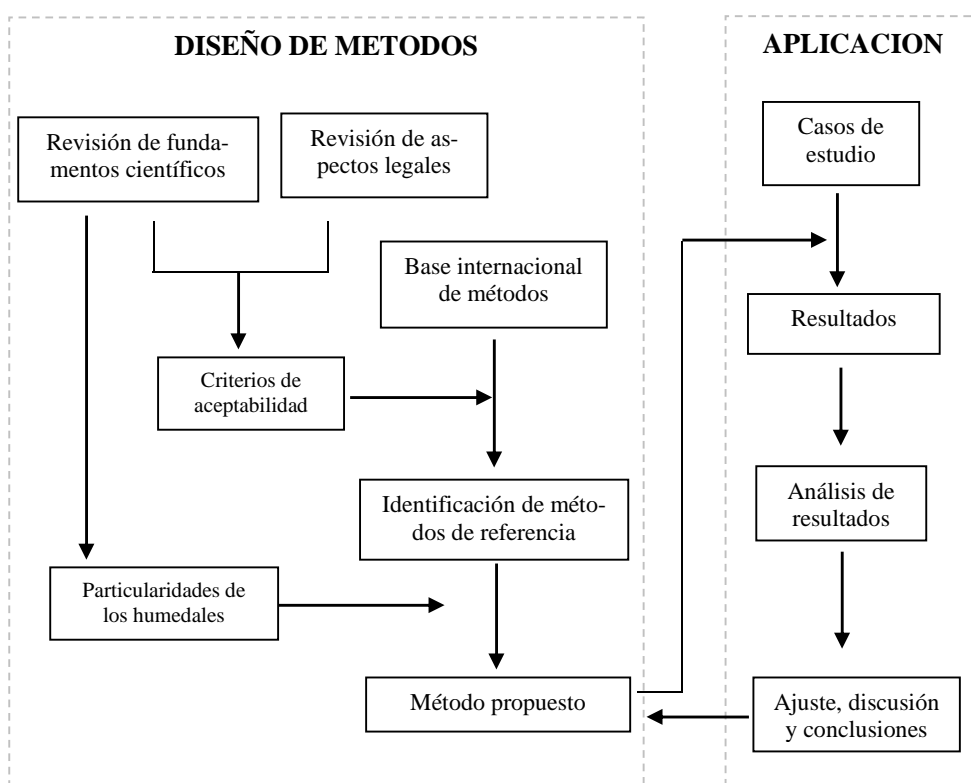 DISEÑO DE METODOS
APLICACION
Revisión de funda-
mentos científicos
Revisión de as-
pectos legales
Casos de
estudio
Base internacional
de métodos
Resultados
Criterios de
aceptabilidad
Identificación de méto-
dos de referencia
Análisis de
resultados
Particularidades de
los humedales
Método propuesto
Ajuste, discusión
y conclusiones